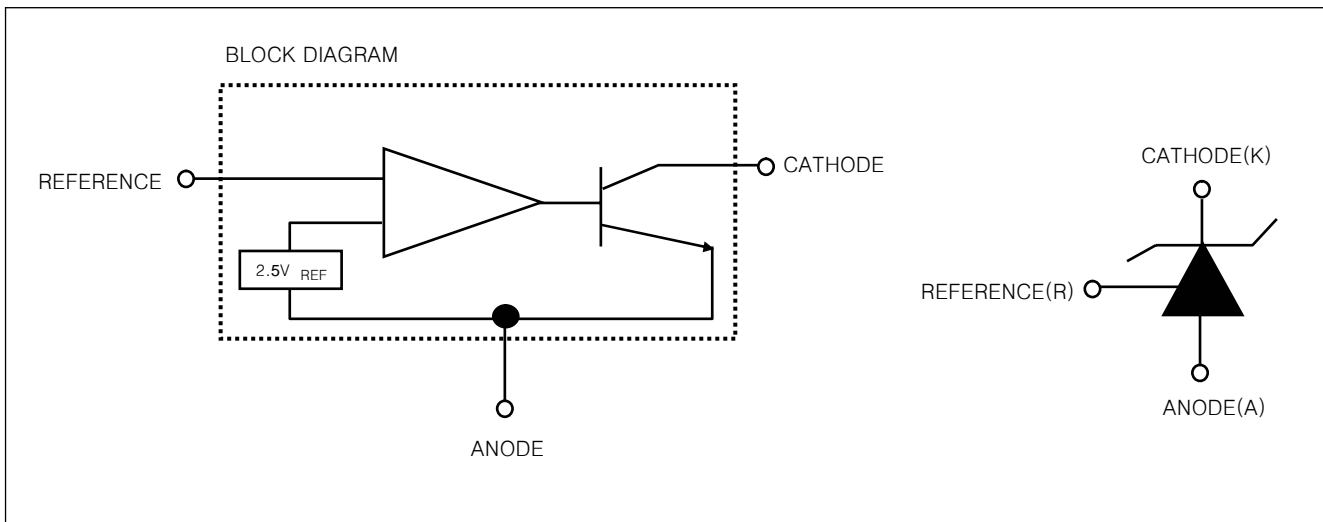 BLOCK DIAGRAM
REFERENCE
CATHODE
2.5V REF
ANODE
CATHODE(K)
REFERENCE(R)
ANODE(A)